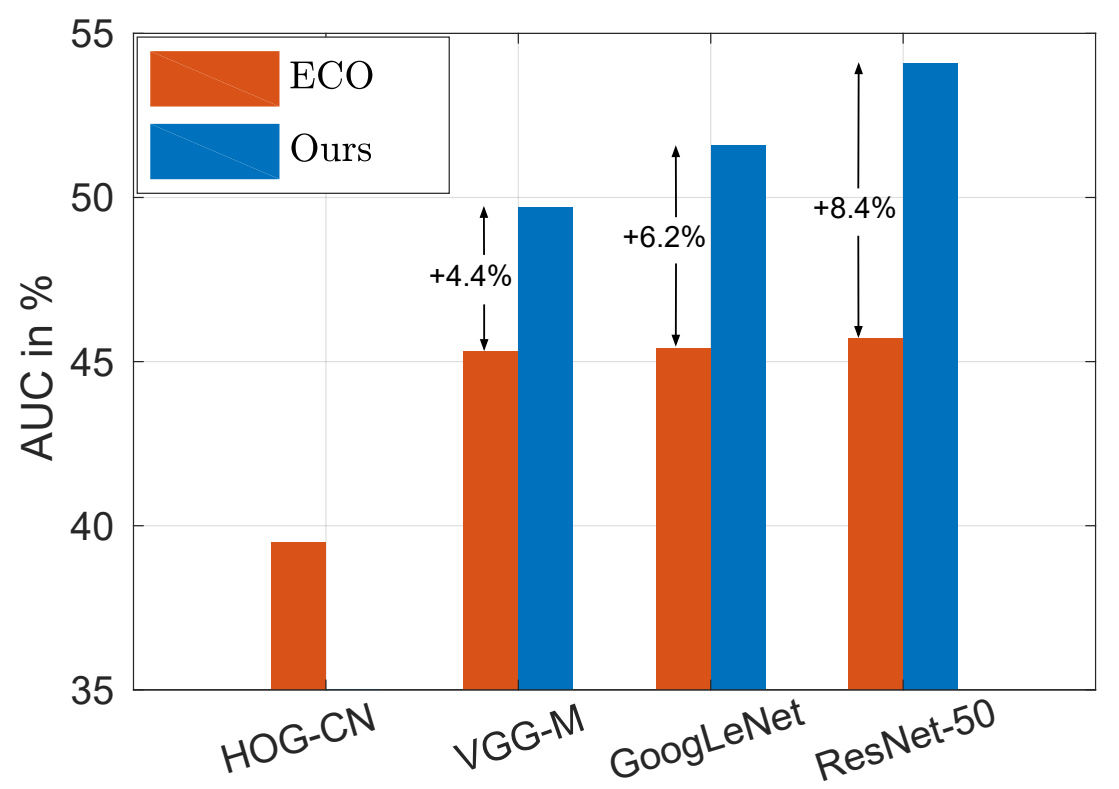 55
50
45
40
35
AUC in %
ECO
Ours
+4.4%
+6.2%
+8.4%
HOG-CN
VGG-M
GoogLeNet
ResNet-50